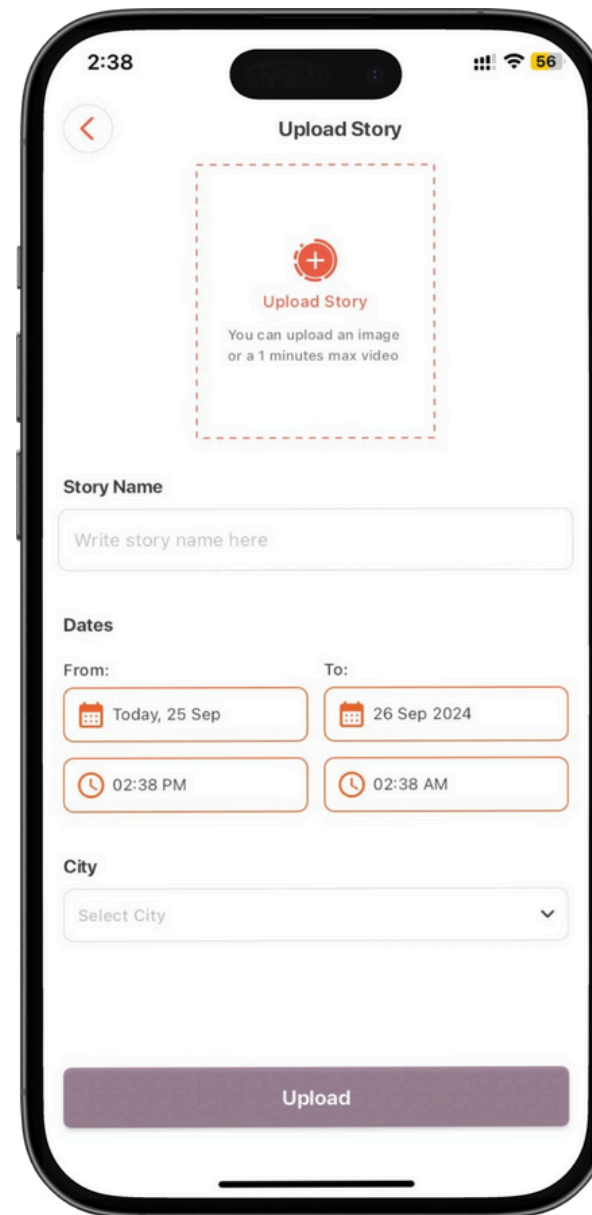 2:38
56
Upload Story
Upload Story
You can upload an image
or a 1 minutes max video
Story Name
Write story name here
Dates
From:
To:
Today, 25 Sep
26 Sep 2024
02:38 PM
02:38 AM
City
Select City
Upload